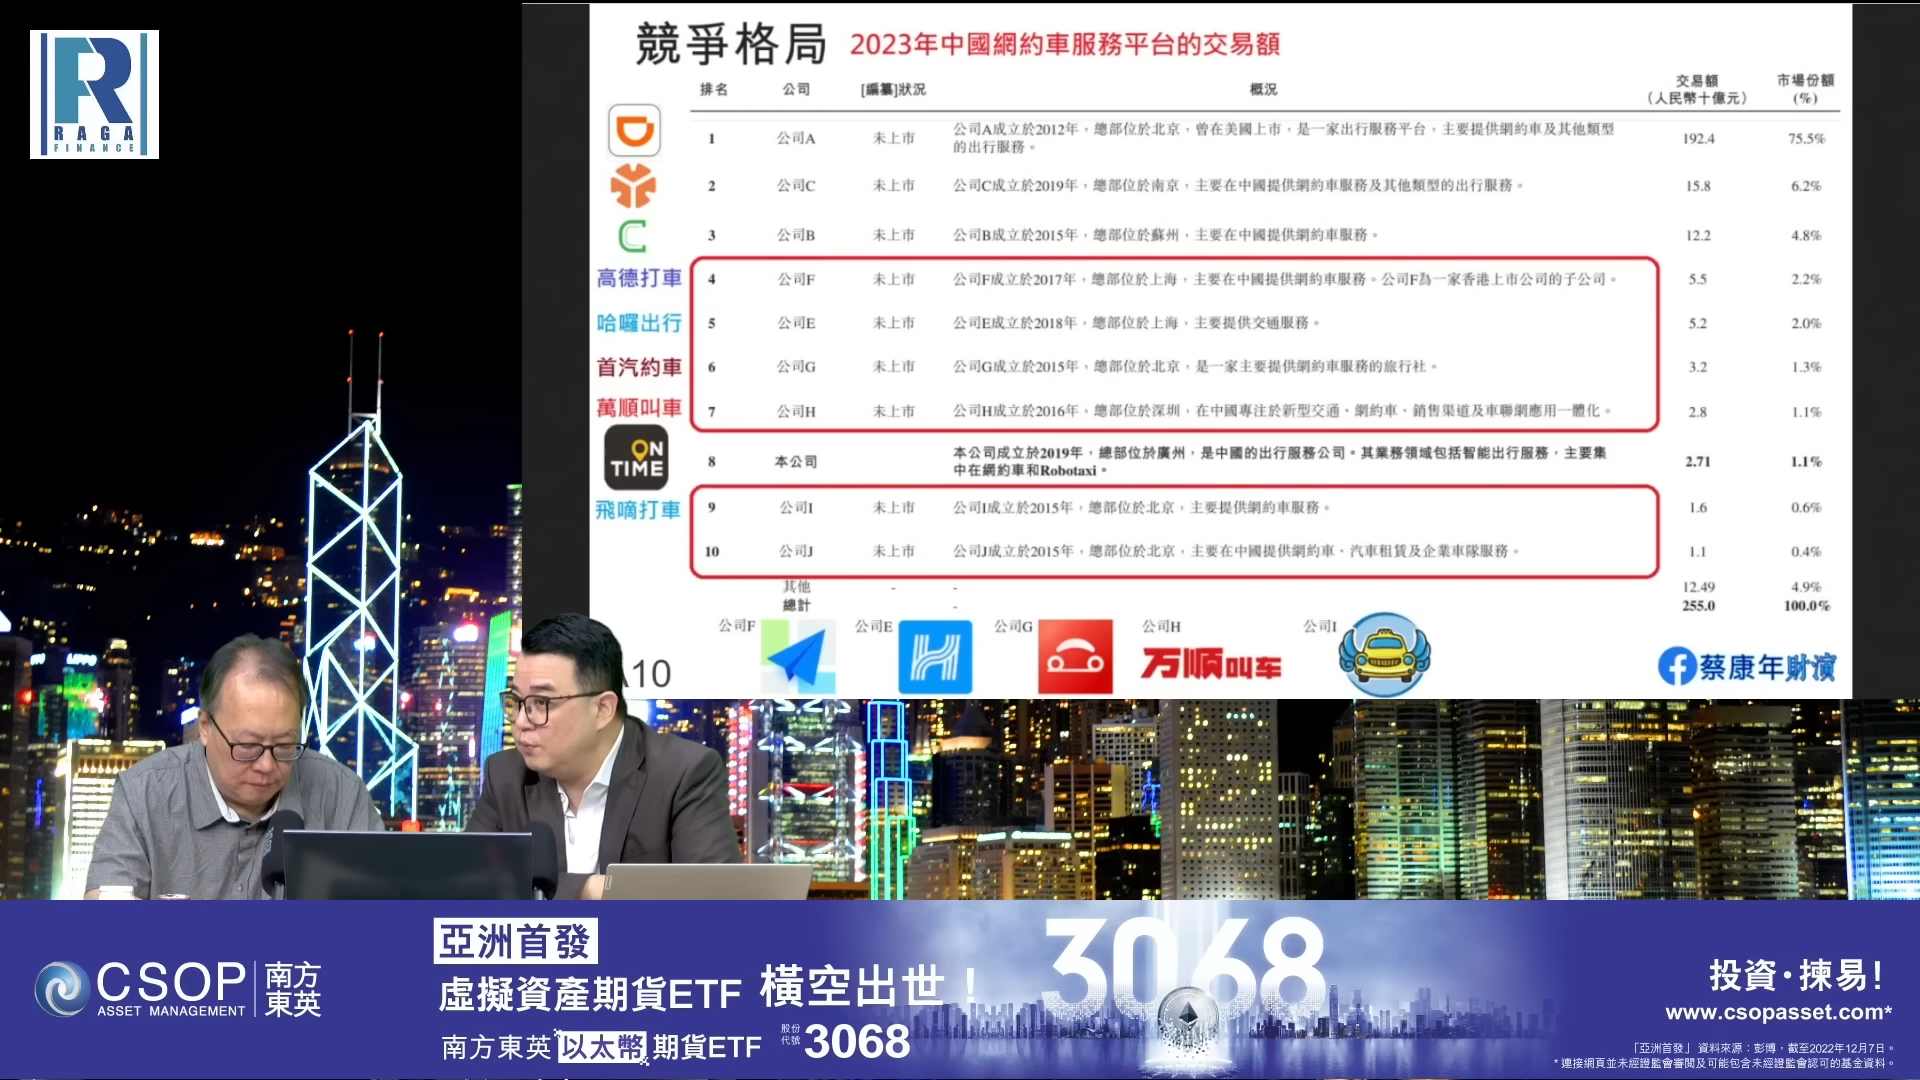 RAGA
FINANCE
競爭格局 2023年中國網約車服務平台的交易額
排名 公司 [編纂]狀況 概況 交易額 (人民幣十億元) 市場份額 (%)
1 公司A 未上市 公司A成立於2012年，總部位於北京，曾在美國上市，是一家出行服務平台，主要提供網約車及其他類型 192.4 75.5%
的出行服務。
2 公司C 未上市 公司C成立於2019年，總部位於南京，主要在中國提供網約車服務及其他類型的出行服務。 15.8 6.2%
3 公司B 未上市 公司B成立於2015年，總部位於蘇州，主要在中國提供網約車服務。 12.2 4.8%
高德打車 4 公司F 未上市 公司F成立於2017年，總部位於上海，主要在中國提供網約車服務。公司F為一家香港上市公司的子公司。 5.5 2.2%
哈囉出行 5 公司E 未上市 公司E成立於2018年，總部位於上海，主要提供交通服務。 5.2 2.0%
首汽約車 6 公司G 未上市 公司G成立於2015年，總部位於北京，是一家主要提供網約車服務的旅行社。 3.2 1.3%
萬順叫車 7 公司H 未上市 公司H成立於2016年，總部位於深圳，在中國專注於新型交通、網約車、銷售渠道及車聯網應用一體化。 2.8 1.1%
ON
TIME
8 本公司 本公司成立於2019年，總部位於廣州，是中國的出行服務公司。其業務領域包括智能出行服務，主要集 2.71 1.1%
中在網約車和Robotaxi。
飛嘀打車 9 公司I 未上市 公司I成立於2015年，總部位於北京，主要提供網約車服務。 1.6 0.6%
10 公司J 未上市 公司J成立於2015年，總部位於北京，主要在中國提供網約車、汽車租賃及企業車隊服務。 1.1 0.4%
其他 - - 12.49 4.9%
總計 - 255.0 100.0%
公司F 公司E 公司G 公司H 万顺叫车 公司I
10
蔡康年財演
CSOP 南方東英
ASSET MANAGEMENT
亞洲首發
虛擬資產期貨ETF 橫空出世！
南方東英以太幣期貨ETF 股份代號 3068
3068
投資·揀易！
www.csopasset.com*
「亞洲首發」 資料來源：彭博，截至2022年12月7日。
* 連接網頁並未經證監會審閱及可能包含未經證監會認可的基金資料。